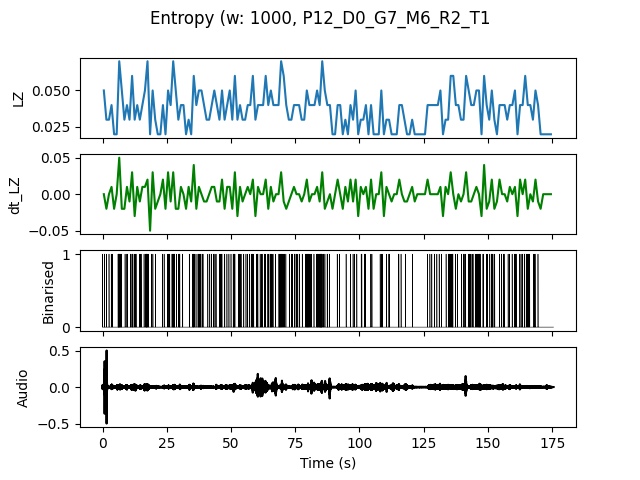 Entropy (w: 1000, P12_D0_G7_M6_R2_T1
LZ
0.050
0.025
dt_LZ
0.05
0.00
−0.05
Binarised
1
0
Audio
0.5
0.0
−0.5
0 25 50 75 100 125 150 175
Time (s)